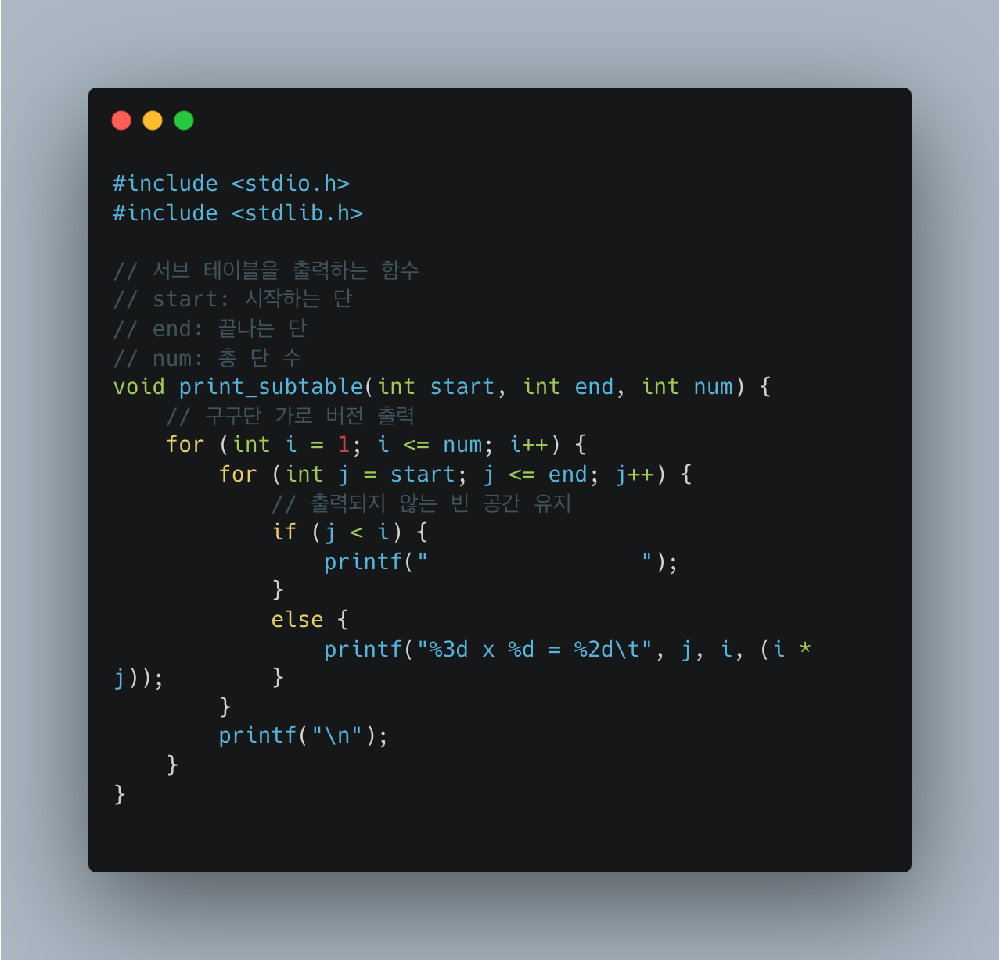 #include <stdio.h>
#include <stdlib.h>

// 서브 테이블을 출력하는 함수
// start: 시작하는 단
// end: 끝나는 단
// num: 총 단 수
void print_subtable(int start, int end, int num) {
    // 구구단 가로 버전 출력
    for (int i = 1; i <= num; i++) {
        for (int j = start; j <= end; j++) {
            // 출력되지 않는 빈 공간 유지
            if (j < i) {
                printf("                ");
            }
            else {
                printf("%3d x %d = %2d\t", j, i, (i *
j));        }
        }
        printf("\n");
    }
}